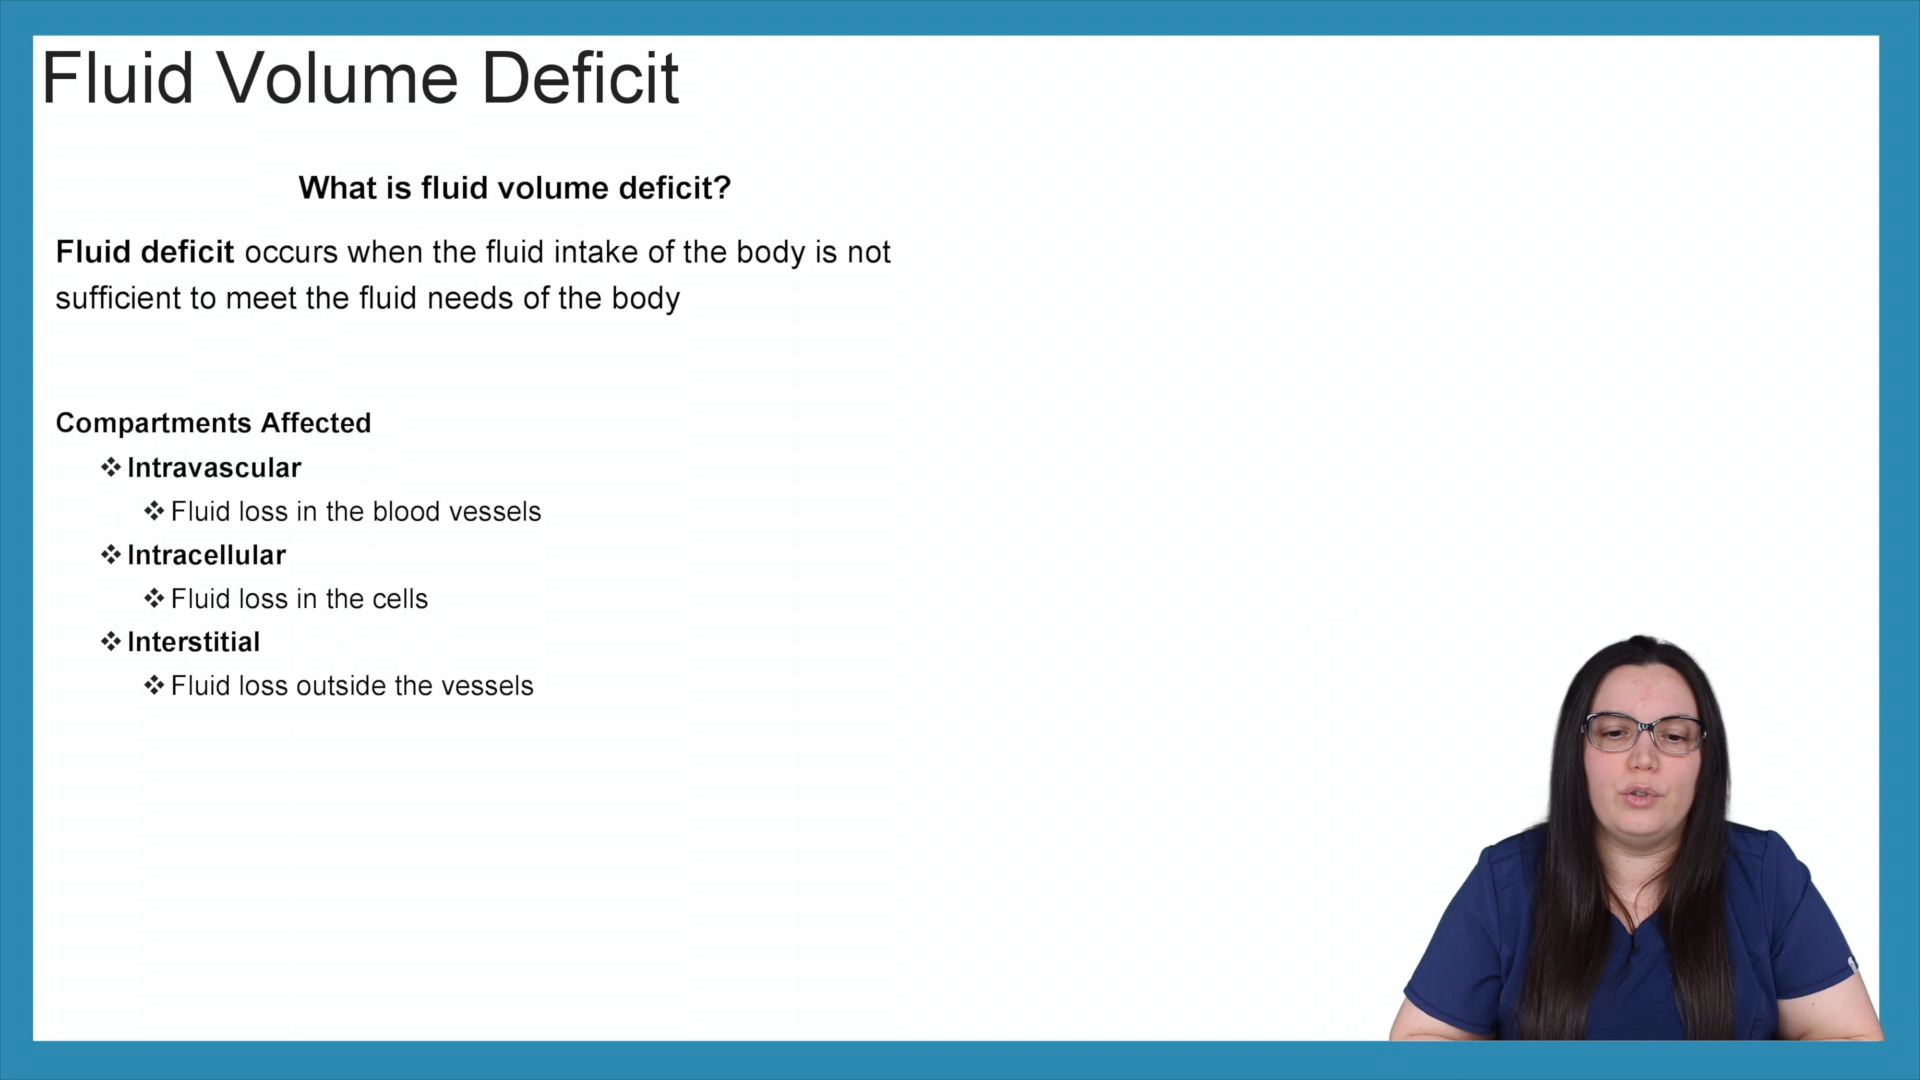 Fluid Volume Deficit
What is fluid volume deficit?
Fluid deficit occurs when the fluid intake of the body is not
sufficient to meet the fluid needs of the body
Compartments Affected
❖ Intravascular
❖ Fluid loss in the blood vessels
❖ Intracellular
❖ Fluid loss in the cells
❖ Interstitial
❖ Fluid loss outside the vessels